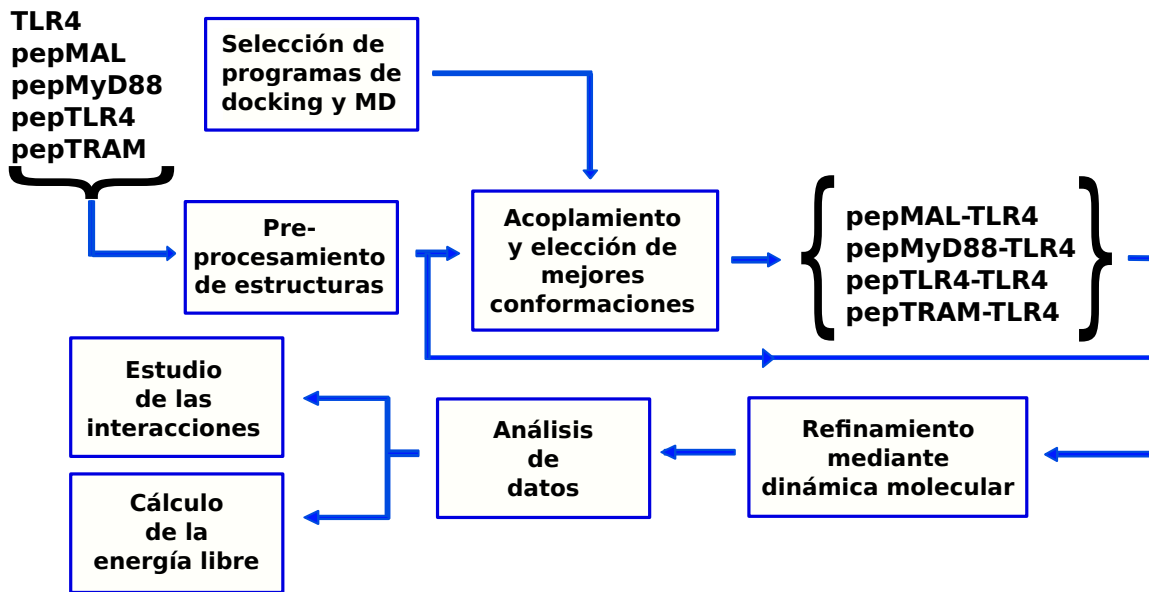 TLR4
pepMAL
pepMyD88
pepTLR4
pepTRAM
Selección de
programas de
docking y MD
Pre-
procesamiento
de estructuras
Acoplamiento
y elección de
mejores
conformaciones
pepMAL-TLR4
pepMyD88-TLR4
pepTLR4-TLR4
pepTRAM-TLR4
Refinamiento
mediante
dinámica molecular
Análisis
de
datos
Estudio
de las
interacciones
Cálculo
de la
energía libre